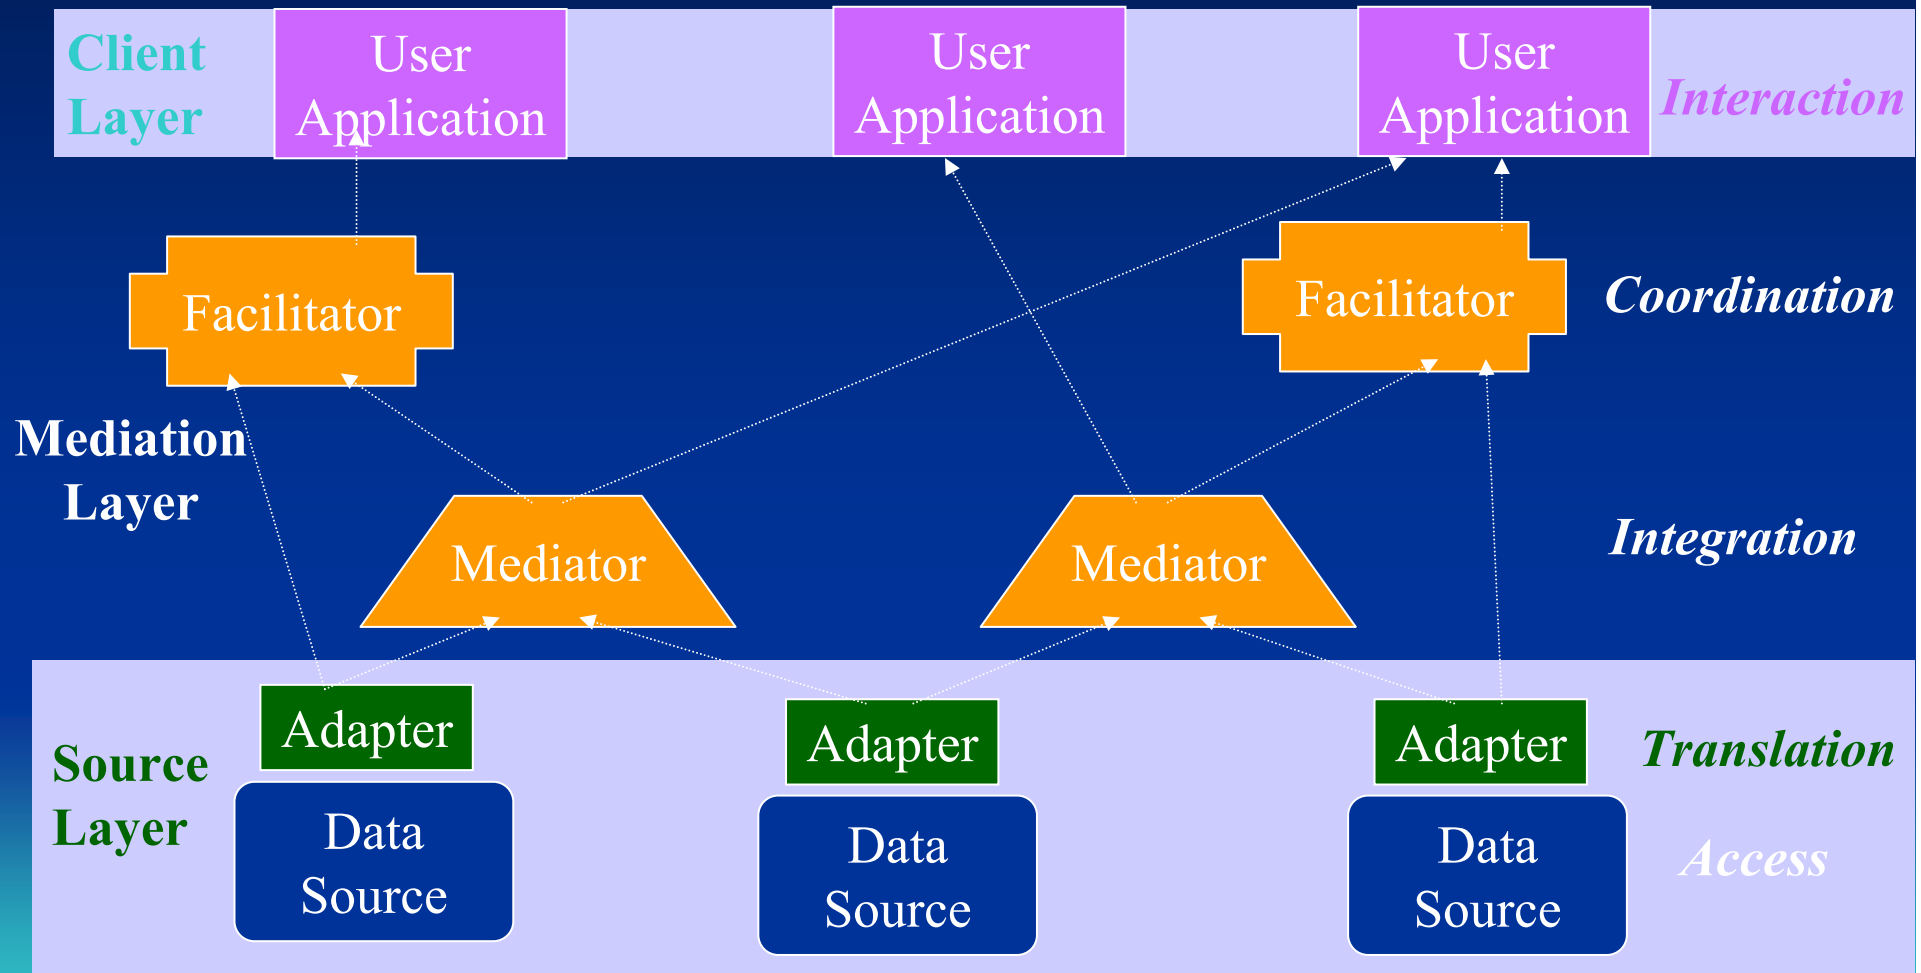 Client
Layer
User
Application
User
Application
User
Application
Interaction
Facilitator
Facilitator
Coordination
Mediation
Layer
Mediator
Mediator
Integration
Adapter
Adapter
Adapter
Translation
Source
Layer
Data
Source
Data
Source
Data
Source
Access